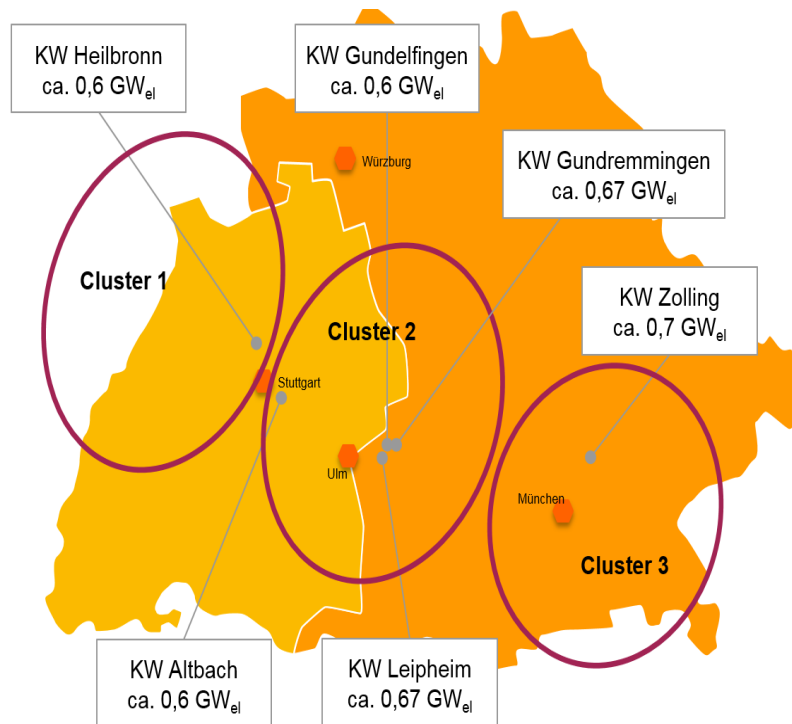 KW Heilbronn
ca. 0,6 GWel
KW Gundelfingen
ca. 0,6 GWel
KW Gundremmingen
ca. 0,67 GWel
Würzburg
Cluster 1
KW Zolling
ca. 0,7 GWel
Cluster 2
Stuttgart
Ulm
München
Cluster 3
KW Altbach
ca. 0,6 GWel
KW Leipheim
ca. 0,67 GWel